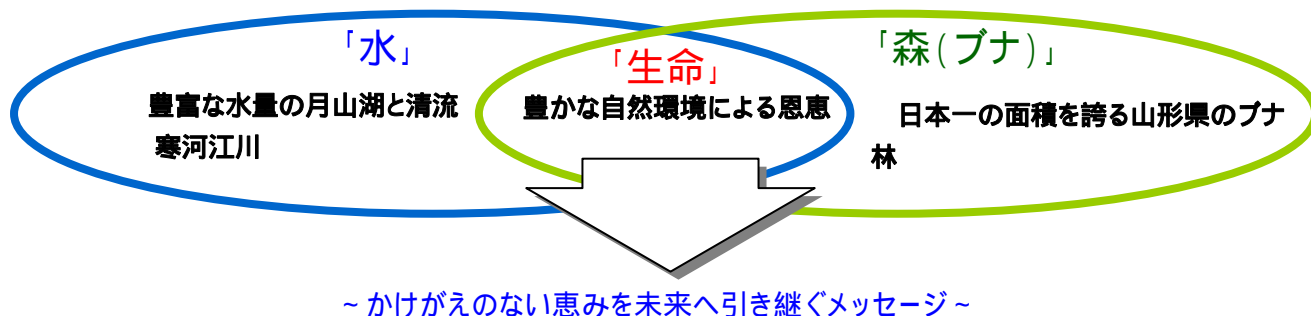 「水」
豊富な水量の月山湖と清流
寒河江川
「生命」
豊かな自然環境による恩恵
「森(ブナ)」
日本一の面積を誇る山形県のブナ
林
~かけがえのない恵みを未来へ引き継ぐメッセージ~